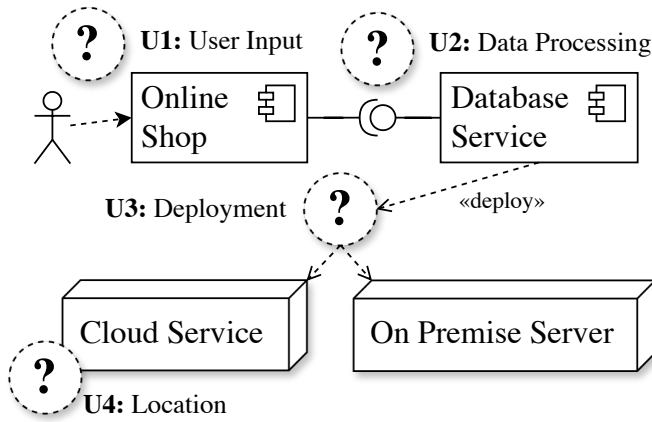 ?
U1: User Input
?
U2: Data Processing
Online
Shop
Database
Service
U3: Deployment
?
«deploy»
Cloud Service
On Premise Server
?
U4: Location